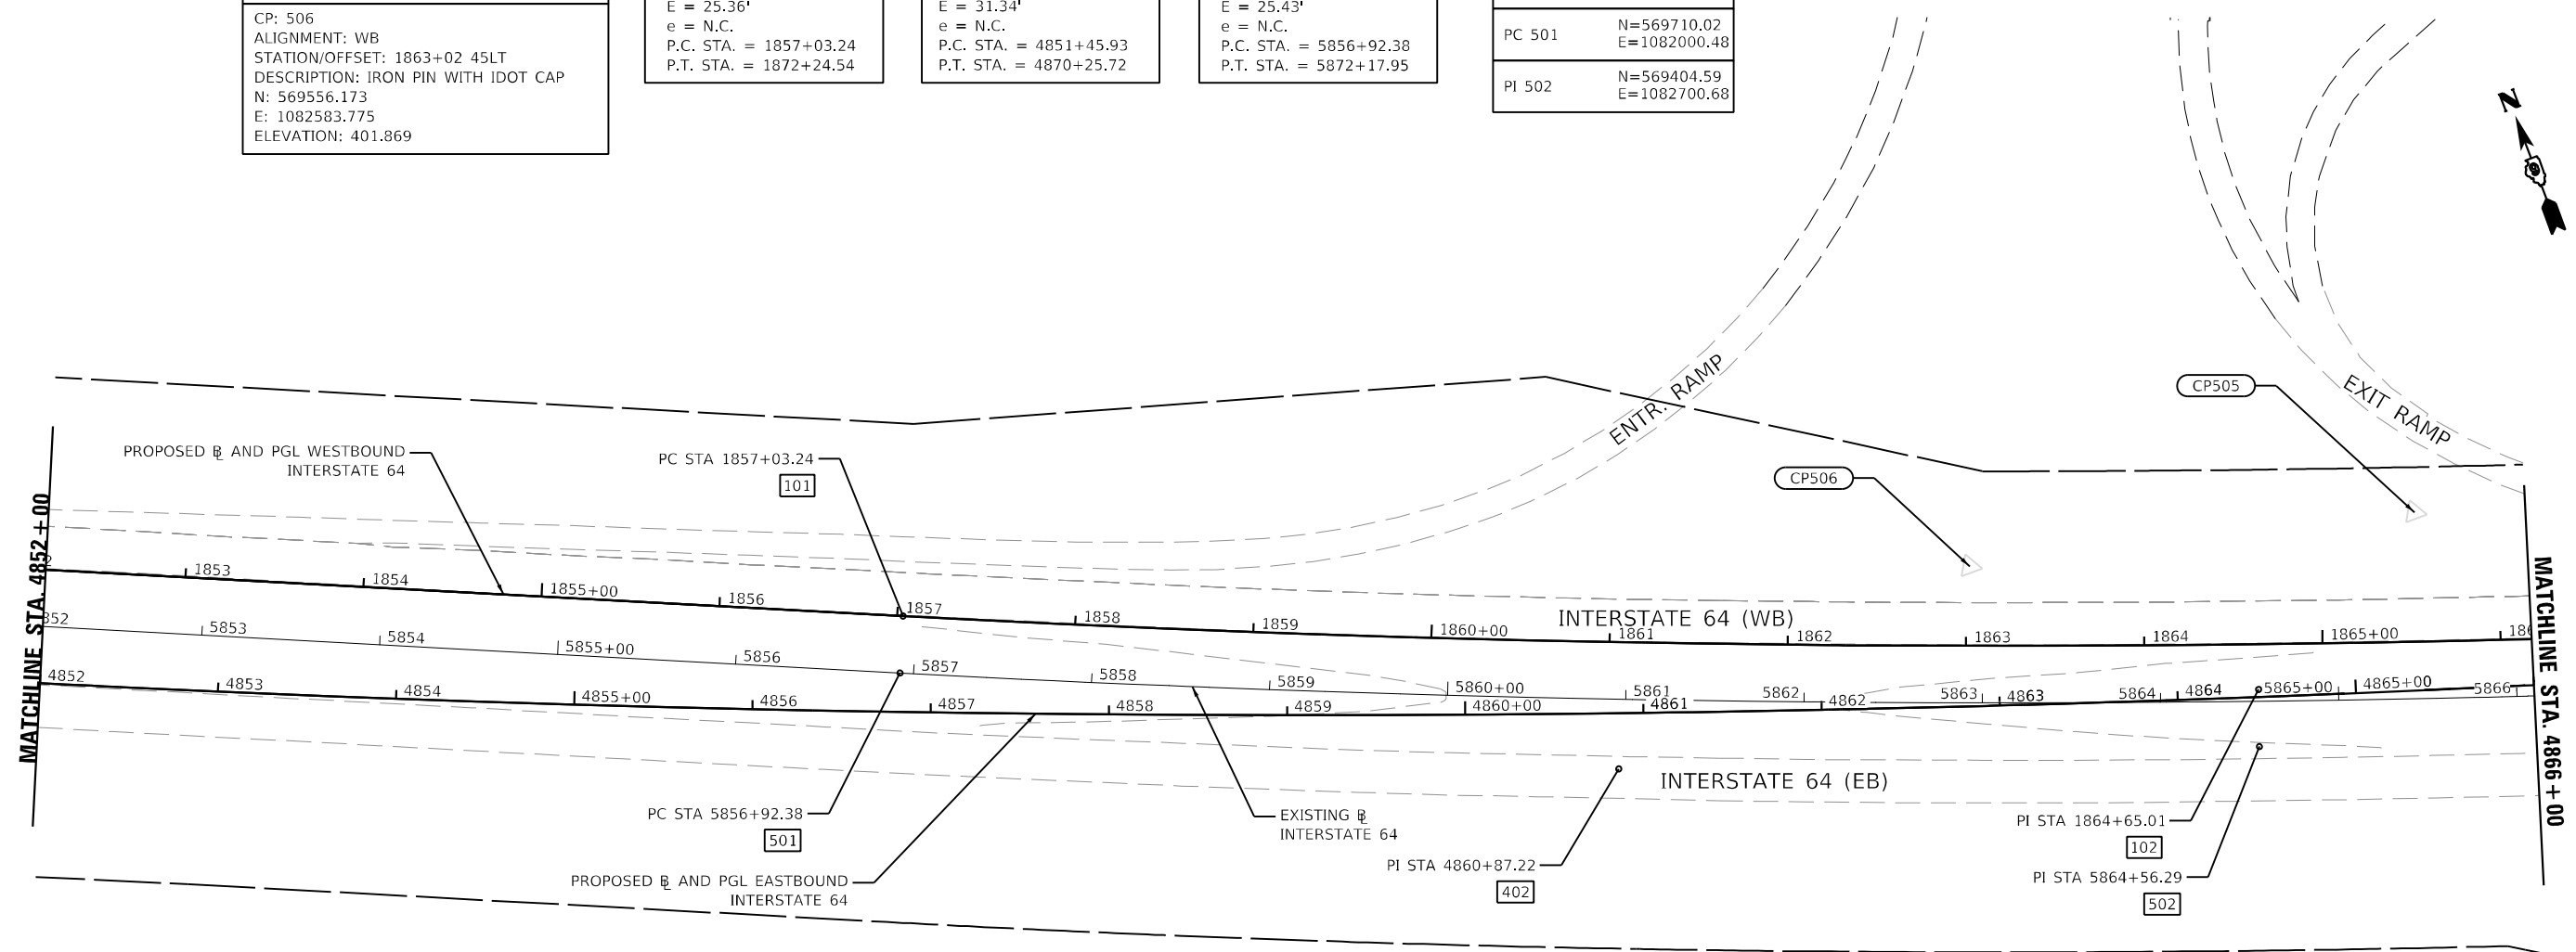 CP: 506
ALIGNMENT: WB
STATION/OFFSET: 1863+02 45LT
DESCRIPTION: IRON PIN WITH IDOT CAP
N: 569556.173
E: 1082583.775
ELEVATION: 401.869
E = 25.36'
e = N.C.
P.C. STA. = 1857+03.24
P.T. STA. = 1872+24.54
E = 31.34'
e = N.C.
P.C. STA. = 4851+45.93
P.T. STA. = 4870+25.72
E = 25.43'
e = N.C.
P.C. STA. = 5856+92.38
P.T. STA. = 5872+17.95
PC 501
N=569710.02
E=1082000.48
PI 502
N=569404.59
E=1082700.68
N
ENTR. RAMP
EXIT RAMP
CP505
CP506
PROPOSED ℄ AND PGL WESTBOUND
INTERSTATE 64
PC STA 1857+03.24
101
MATCHLINE STA. 4852+00
1853
1854
1855+00
1856
1857
1858
1859
1860+00
1861
1862
1863
1864
1865+00
186
INTERSTATE 64 (WB)
852
5853
5854
5855+00
5856
5857
5858
5859
5860+00
5861
5862
5863
5864
5865+00
5866
4852
4853
4854
4855+00
4856
4857
4858
4859
4860+00
4861
4862
4863
4864
4865+00
MATCHLINE STA. 4866+00
INTERSTATE 64 (EB)
PC STA 5856+92.38
501
PROPOSED ℄ AND PGL EASTBOUND
INTERSTATE 64
EXISTING ℄
INTERSTATE 64
PI STA 4860+87.22
402
PI STA 1864+65.01
102
PI STA 5864+56.29
502